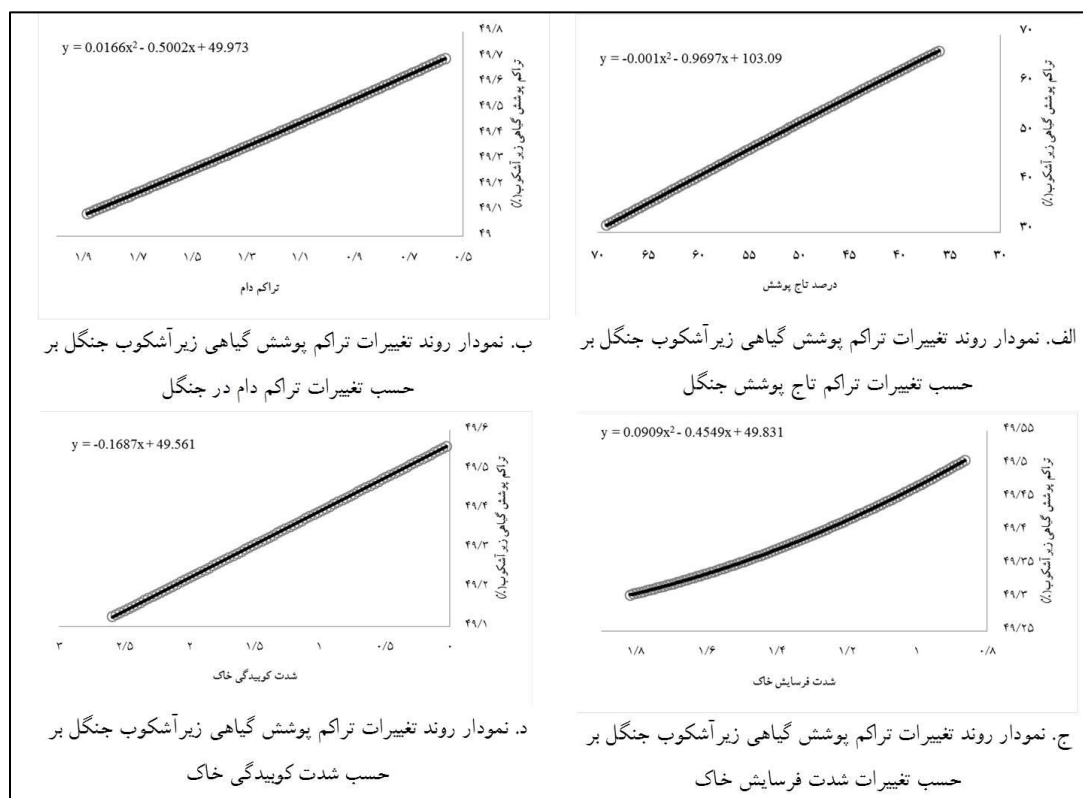 y = -0.001x² - 0.9697x + 103.09
۷۰
۶۰
۵۰
۴۰
۳۰
تراکم پوشش گیاهی زیرآشکوب(٪)
۷۰ ۶۵ ۶۰ ۵۵ ۵۰ ۴۵ ۴۰ ۳۵ ۳۰
درصد تاج پوشش
الف. نمودار روند تغییرات تراکم پوشش گیاهی زیرآشکوب جنگل بر
حسب تغییرات تراکم تاج پوشش جنگل
y = 0.0166x² - 0.5002x + 49.973
۴۹/۸
۴۹/۷
۴۹/۶
۴۹/۵
۴۹/۴
۴۹/۳
۴۹/۲
۴۹/۱
۴۹
تراکم پوشش گیاهی زیرآشکوب(٪)
۱/۹ ۱/۷ ۱/۵ ۱/۳ ۱/۱ ۰/۹ ۰/۷ ۰/۵
تراکم دام
ب. نمودار روند تغییرات تراکم پوشش گیاهی زیرآشکوب جنگل بر
حسب تغییرات تراکم دام در جنگل
y = 0.0909x² - 0.4549x + 49.831
۴۹/۵۵
۴۹/۵
۴۹/۴۵
۴۹/۴
۴۹/۳۵
۴۹/۳
۴۹/۲۵
تراکم پوشش گیاهی زیرآشکوب(٪)
۱/۸ ۱/۶ ۱/۴ ۱/۲ ۱ ۰/۸
شدت فرسایش خاک
ج. نمودار روند تغییرات تراکم پوشش گیاهی زیرآشکوب جنگل بر
حسب تغییرات شدت فرسایش خاک
y = -0.1687x + 49.561
۴۹/۶
۴۹/۵
۴۹/۴
۴۹/۳
۴۹/۲
۴۹/۱
تراکم پوشش گیاهی زیرآشکوب(٪)
۳ ۲/۵ ۲ ۱/۵ ۱ ۰/۵ ۰
شدت کوبیدگی خاک
د. نمودار روند تغییرات تراکم پوشش گیاهی زیرآشکوب جنگل بر
حسب شدت کوبیدگی خاک